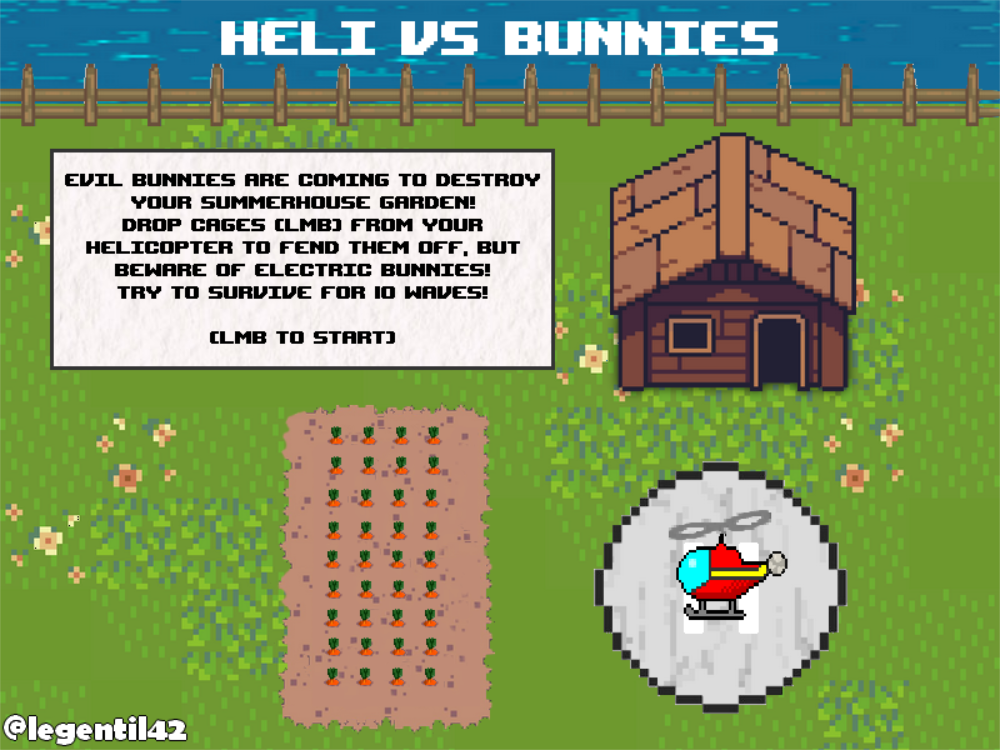 HELI VS BUNNIES
EVIL BUNNIES ARE COMING TO DESTROY
YOUR SUMMERHOUSE GARDEN!
DROP CAGES (LMB) FROM YOUR
HELICOPTER TO FEND THEM OFF, BUT
BEWARE OF ELECTRIC BUNNIES!
TRY TO SURVIVE FOR 10 WAVES!
(LMB TO START)
@legentil42